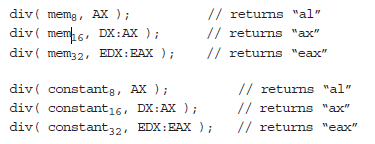 div( mem₈, AX ); // returns “al”
div( mem₁₆, DX:AX ); // returns “ax”
div( mem₃₂, EDX:EAX ); // returns “eax”
div( constant₈, AX ); // returns “al”
div( constant₁₆, DX:AX ); // returns “ax”
div( constant₃₂, EDX:EAX ); // returns “eax”